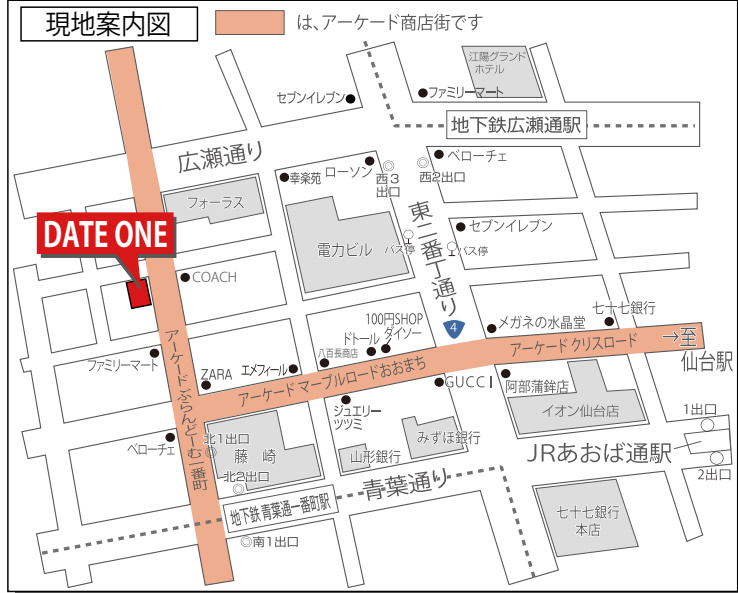 現地案内図
は、アーケード商店街です
江陽グランド
ホテル
セブンイレブン
ファミリーマート
地下鉄広瀬通駅
広瀬通り
ベローチェ
幸楽苑
ローソン
西3
出口
西2出口
フォーラス
DATE ONE
東二番丁通り
セブンイレブン
電力ビル
バス停
バス停
COACH
100円SHOP
ダイソー
ドトール
八百長商店
4
メガネの水晶堂
七十七銀行
アーケード クリスロード
→至
仙台駅
ファミリーマート
ZARA
エメフィール
アーケード マーブルロードおおまち
アーケード ぶらんどーむ一番町
GUCCI
阿部蒲鉾店
イオン仙台店
ジュエリー
ツツミ
みずほ銀行
山形銀行
ベローチェ
北1出口
藤崎
北2出口
1出口
JRあおば通駅
2出口
青葉通り
地下鉄 青葉通一番町駅
南1出口
七十七銀行
本店